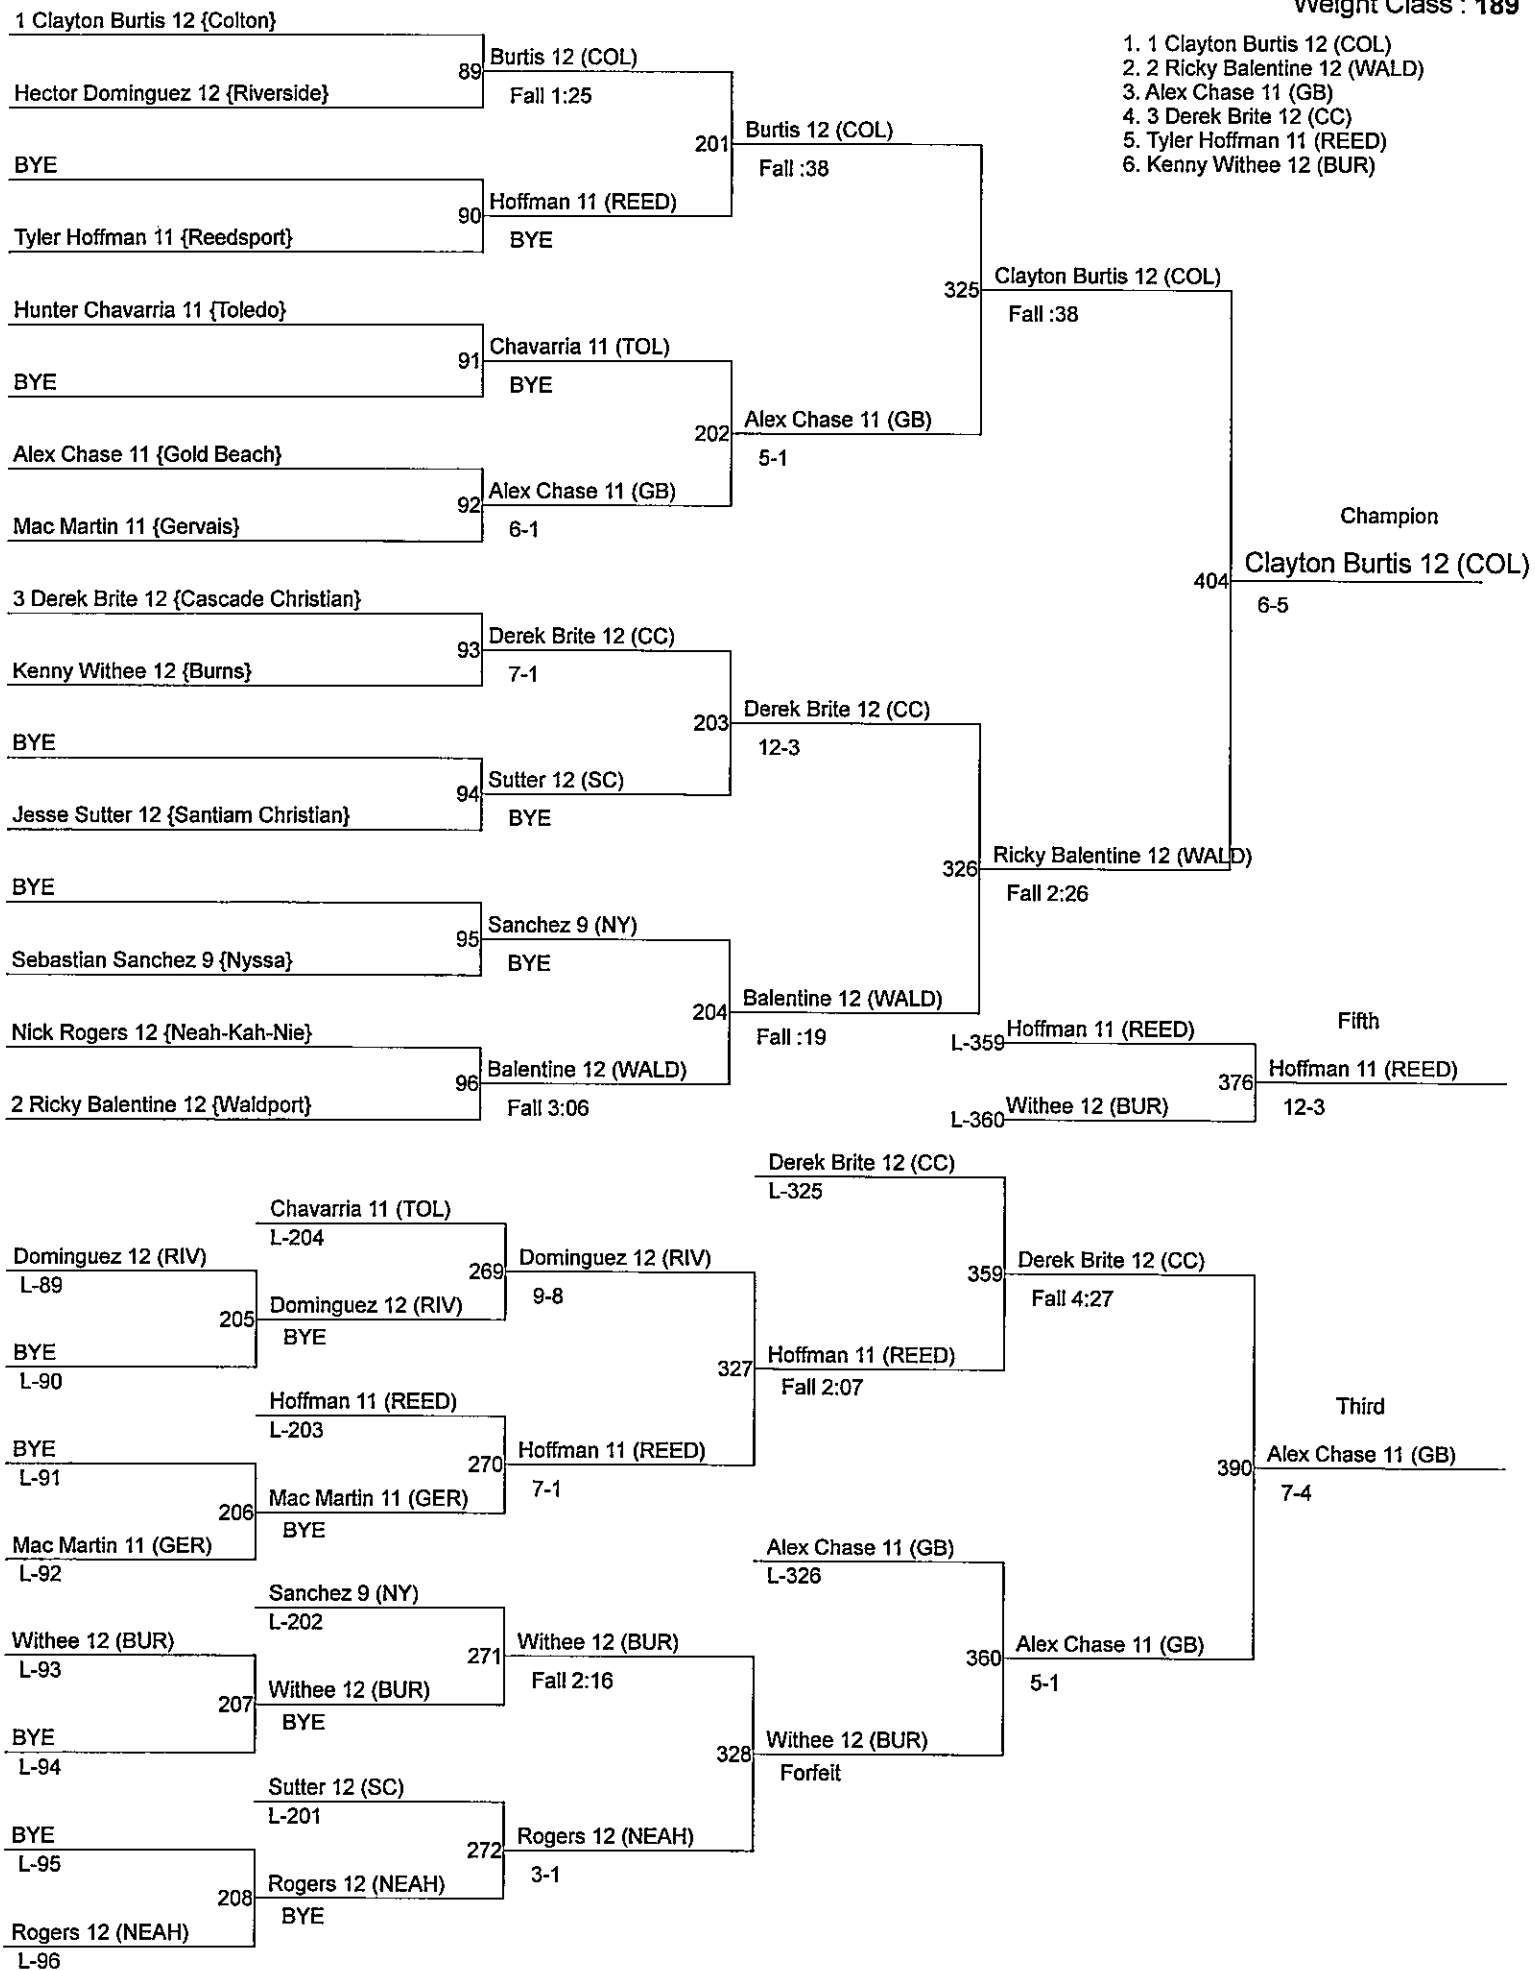 Weight Class : 189
1. 1 Clayton Burtis 12 (COL)
2. 2 Ricky Balentine 12 (WALD)
3. Alex Chase 11 (GB)
4. 3 Derek Brite 12 (CC)
5. Tyler Hoffman 11 (REED)
6. Kenny Withee 12 (BUR)
1 Clayton Burtis 12 {Colton}
89
Burtis 12 (COL)
Fall 1:25
Hector Dominguez 12 {Riverside}
201
Burtis 12 (COL)
Fall :38
BYE
90
Hoffman 11 (REED)
BYE
Tyler Hoffman 11 {Reedsport}
325
Clayton Burtis 12 (COL)
Fall :38
Hunter Chavarria 11 {Toledo}
91
Chavarria 11 (TOL)
BYE
BYE
202
Alex Chase 11 (GB)
5-1
Alex Chase 11 {Gold Beach}
92
Alex Chase 11 (GB)
6-1
Mac Martin 11 {Gervais}
Champion
404
Clayton Burtis 12 (COL)
6-5
3 Derek Brite 12 {Cascade Christian}
93
Derek Brite 12 (CC)
7-1
Kenny Withee 12 {Burns}
203
Derek Brite 12 (CC)
12-3
BYE
94
Sutter 12 (SC)
BYE
Jesse Sutter 12 {Santiam Christian}
326
Ricky Balentine 12 (WALD)
Fall 2:26
BYE
95
Sanchez 9 (NY)
BYE
Sebastian Sanchez 9 {Nyssa}
204
Balentine 12 (WALD)
Fall :19
Nick Rogers 12 {Neah-Kah-Nie}
96
Balentine 12 (WALD)
Fall 3:06
2 Ricky Balentine 12 {Waldport}
L-359
Hoffman 11 (REED)
Fifth
376
Hoffman 11 (REED)
12-3
L-360
Withee 12 (BUR)
Derek Brite 12 (CC)
L-325
Chavarria 11 (TOL)
L-204
Dominguez 12 (RIV)
L-89
269
Dominguez 12 (RIV)
9-8
359
Derek Brite 12 (CC)
Fall 4:27
205
Dominguez 12 (RIV)
BYE
BYE
L-90
327
Hoffman 11 (REED)
Fall 2:07
Hoffman 11 (REED)
L-203
Third
BYE
L-91
270
Hoffman 11 (REED)
7-1
390
Alex Chase 11 (GB)
7-4
206
Mac Martin 11 (GER)
BYE
Mac Martin 11 (GER)
L-92
Alex Chase 11 (GB)
L-326
Sanchez 9 (NY)
L-202
Withee 12 (BUR)
L-93
271
Withee 12 (BUR)
Fall 2:16
360
Alex Chase 11 (GB)
5-1
207
Withee 12 (BUR)
BYE
BYE
L-94
328
Withee 12 (BUR)
Forfeit
Sutter 12 (SC)
L-201
BYE
L-95
272
Rogers 12 (NEAH)
3-1
208
Rogers 12 (NEAH)
BYE
Rogers 12 (NEAH)
L-96